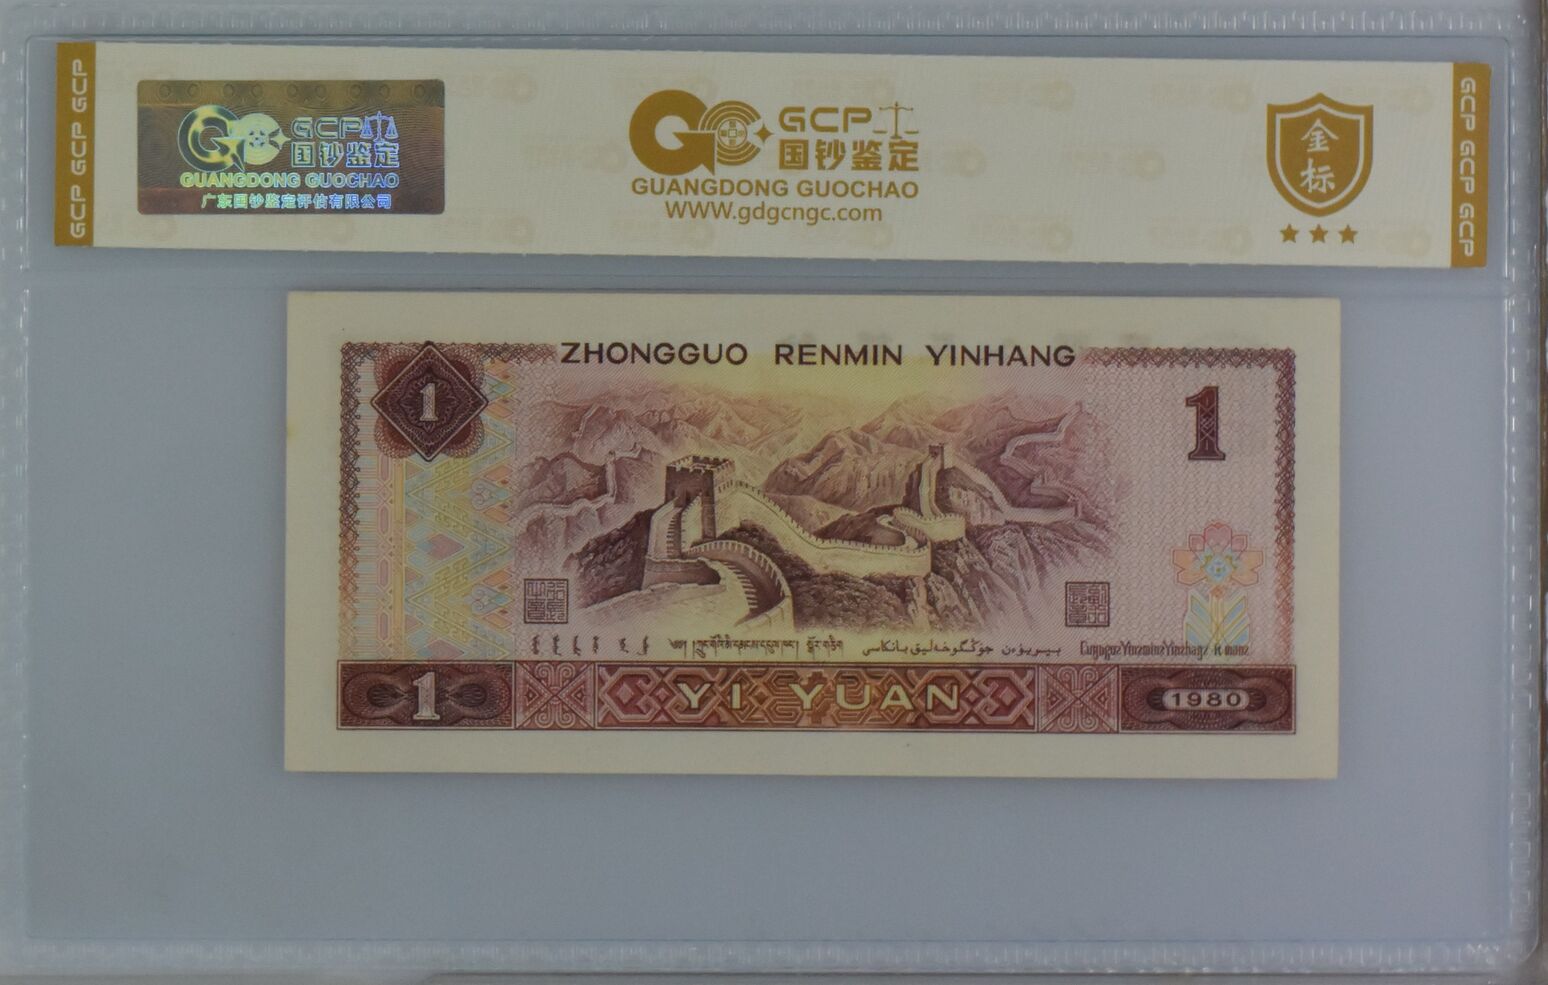 GCP GCP GCP
GCP
国钞鉴定
GUANGDONG GUOCHAO
广东国钞鉴定评估有限公司
GCP
国钞鉴定
GUANGDONG GUOCHAO
WWW.gdgcngc.com
金标
GCP GCP GCP
ZHONGGUO RENMIN YINHANG
1
1
1
YI YUAN
1980